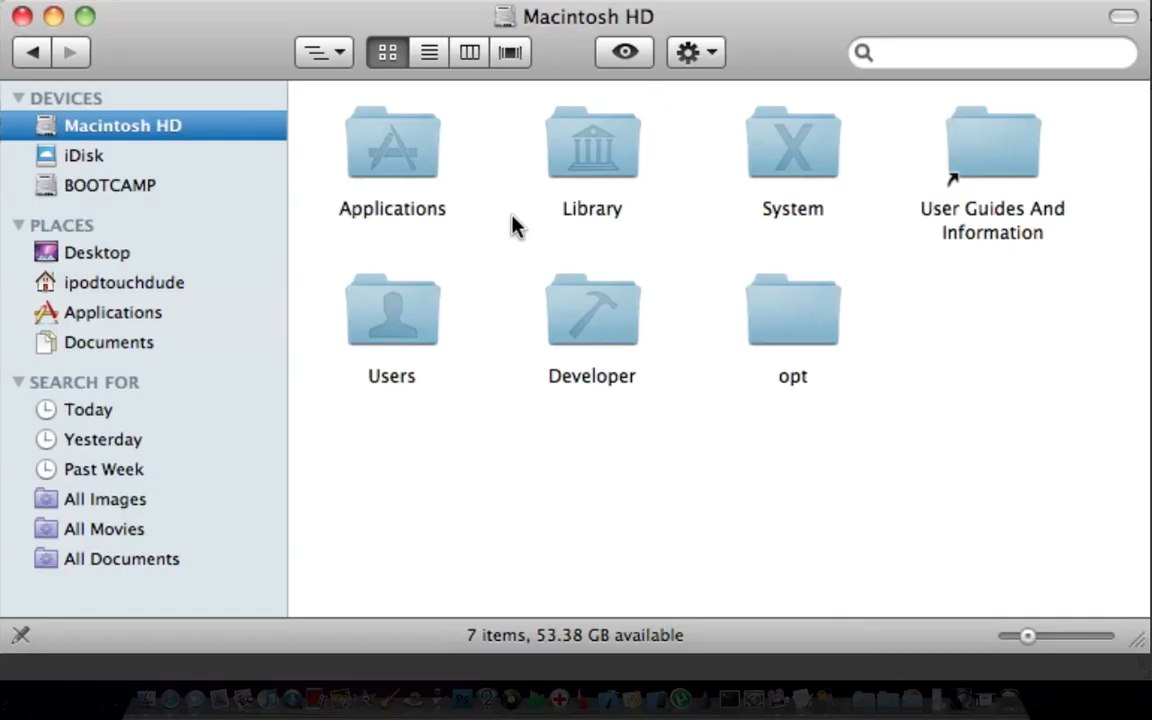 Macintosh HD
DEVICES
Macintosh HD
iDisk
BOOTCAMP
PLACES
Desktop
ipodtouchdude
Applications
Documents
SEARCH FOR
Today
Yesterday
Past Week
All Images
All Movies
All Documents
Applications
Library
System
User Guides And
Information
Users
Developer
opt
7 items, 53.38 GB available